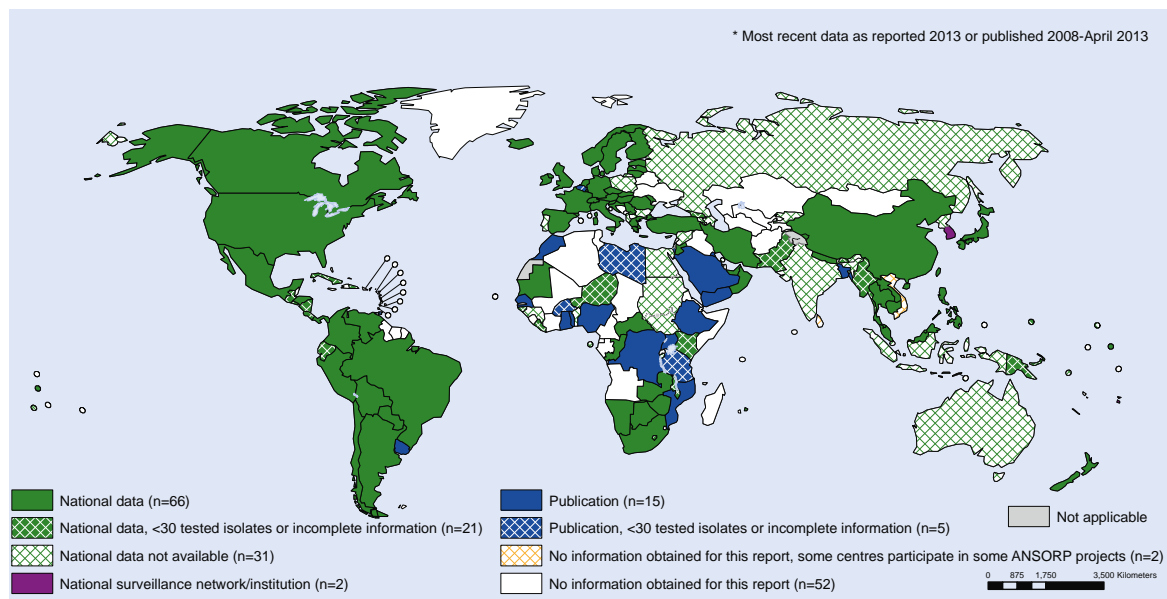 * Most recent data as reported 2013 or published 2008-April 2013
National data (n=66)
National data, <30 tested isolates or incomplete information (n=21)
National data not available (n=31)
National surveillance network/institution (n=2)
Publication (n=15)
Publication, <30 tested isolates or incomplete information (n=5)
No information obtained for this report, some centres participate in some ANSORP projects (n=2)
No information obtained for this report (n=52)
Not applicable
0 875 1,750 3,500 Kilometers